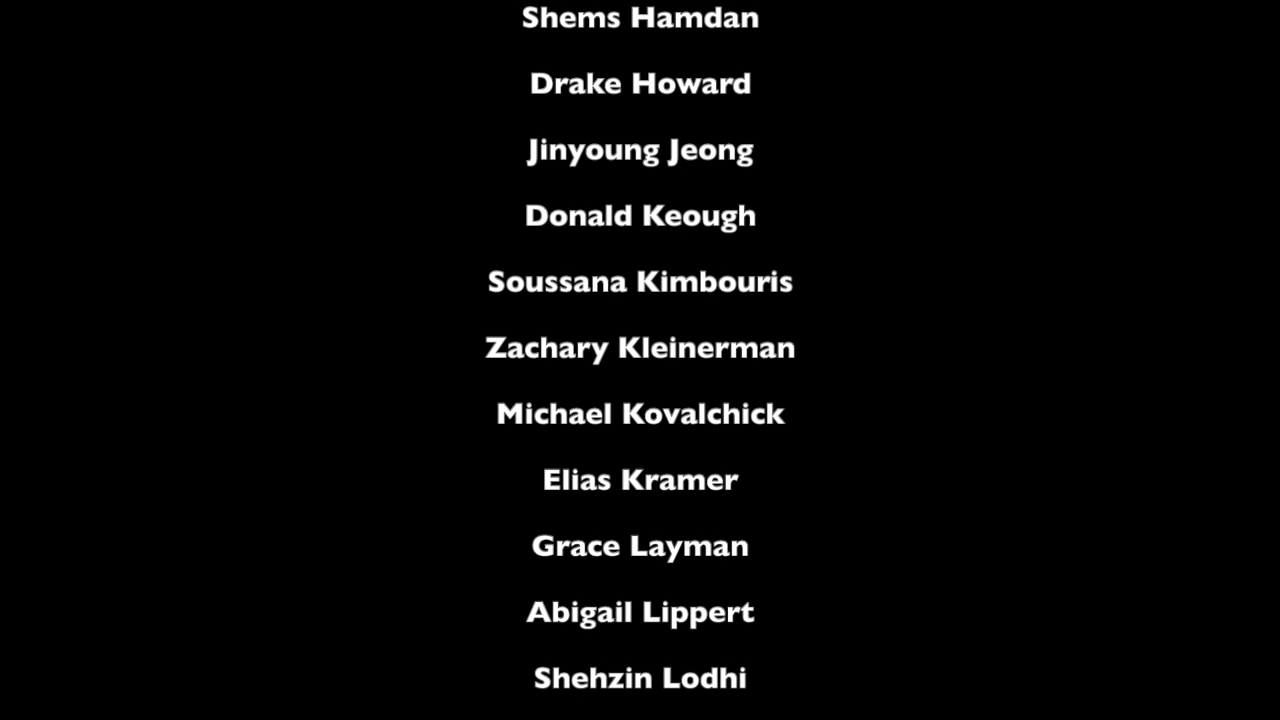 Shems Hamdan
Drake Howard
Jinyoung Jeong
Donald Keough
Soussana Kimbouris
Zachary Kleinerman
Michael Kovalchick
Elias Kramer
Grace Layman
Abigail Lippert
Shehzin Lodhi